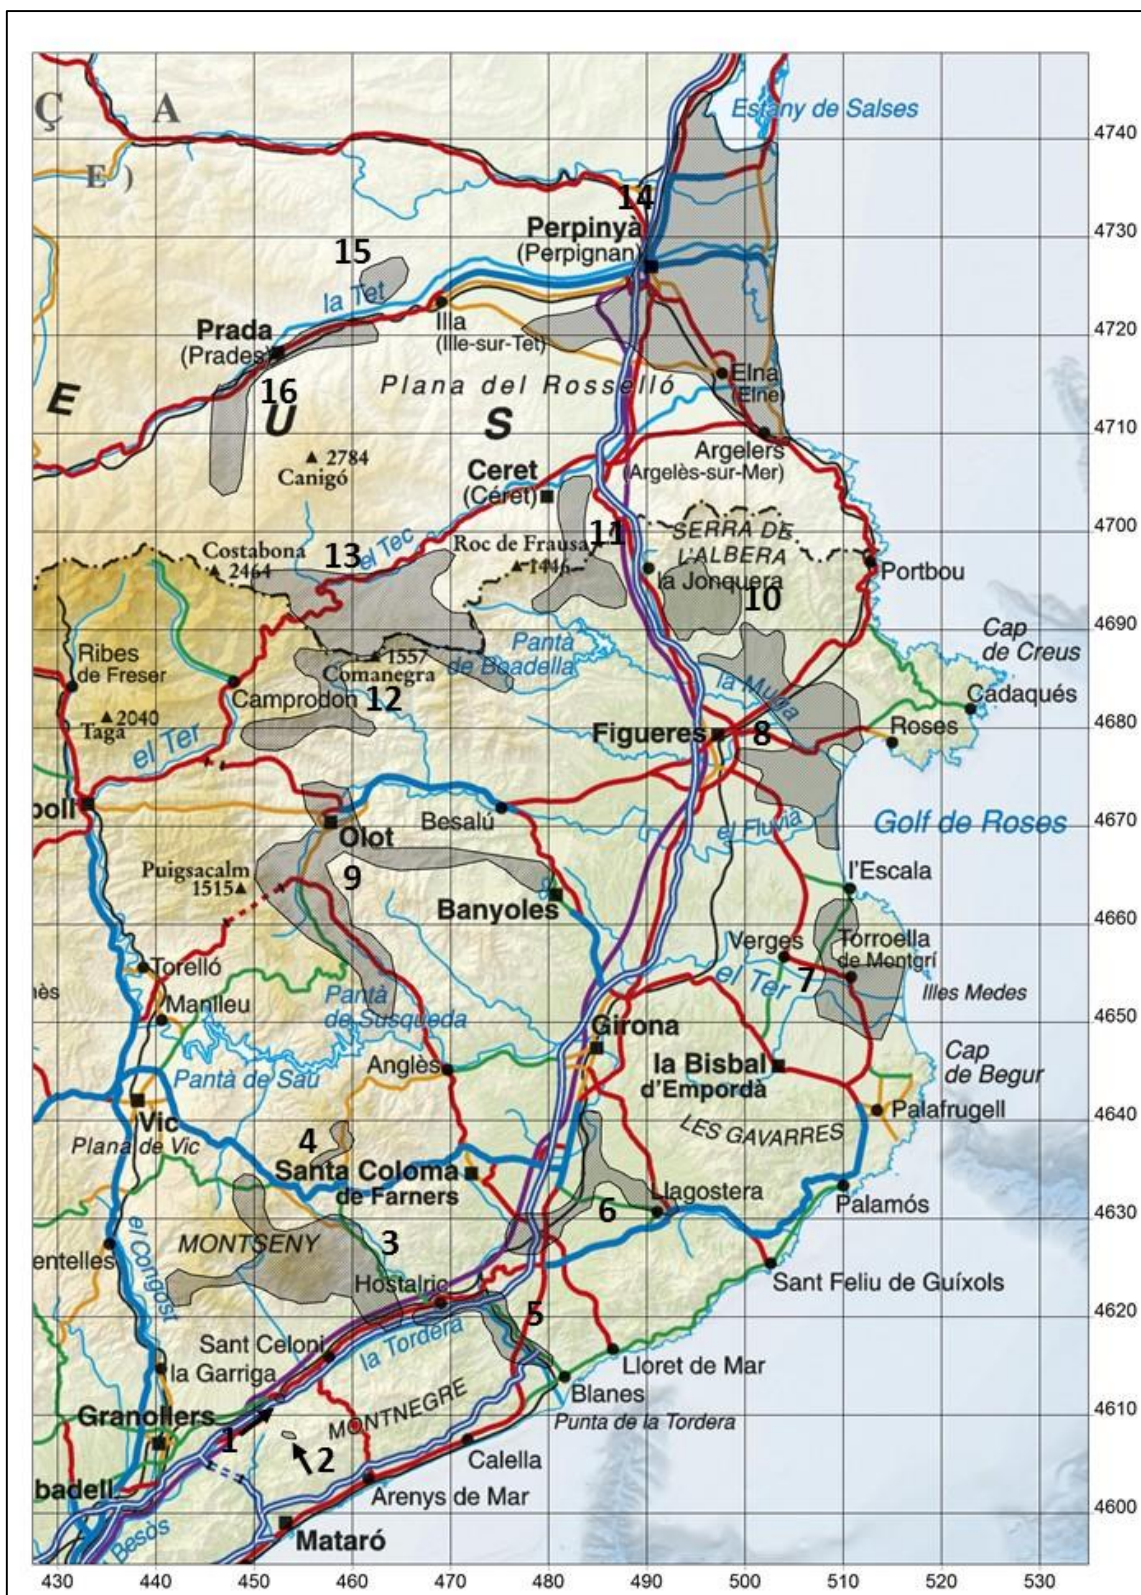 Ç A
Estany de Salses
4740
E )
14
Perpinyà
(Perpignan)
4730
15
la Tet
Illa
(Ille-sur-Tet)
Prada
(Prades)
4720
Plana del Rosselló
Elna
(Elne)
E
16
U
S
4710
2784
Canigó
Argelers
(Argelès-sur-Mer)
Ceret
(Céret)
4700
11
SERRA DE
L'ALBERA
Costabona
2464
13
el Tec
Roc de Frausa
1446
la Jonquera
Portbou
10
4690
Ribes
de Freser
Pantà
de Boadella
Cap
de Creus
1557
Comanegra
Camprodon
12
la Muga
Cadaqués
Taga
2040
el Ter
Figueres
8
Roses
4680
poll
Besalú
Olot
el Fluvià
Golf de Roses
4670
Puigsacalm
1515
9
l'Escala
Banyoles
4660
Verges
Torroella
de Montgrí
Torelló
el Ter
7
Illes Medes
nès
Manlleu
Pantà
de Susqueda
4650
Girona
Anglès
la Bisbal
d'Empordà
Cap
de Begur
Pantà de Sau
Vic
Plana de Vic
Palafrugell
4640
LES GAVARRES
4
Santa Coloma
de Farners
Llagostera
Palamós
6
4630
el Congost
MONTSENY
3
entelles
Hostalric
Sant Feliu de Guíxols
4620
5
Sant Celoni
la Tordera
la Garriga
Lloret de Mar
Blanes
MONTNEGRE
Punta de la Tordera
4610
Granollers
1
2
Calella
badell
Arenys de Mar
4600
Besòs
Mataró
430 440 450 460 470 480 490 500 510 520 530